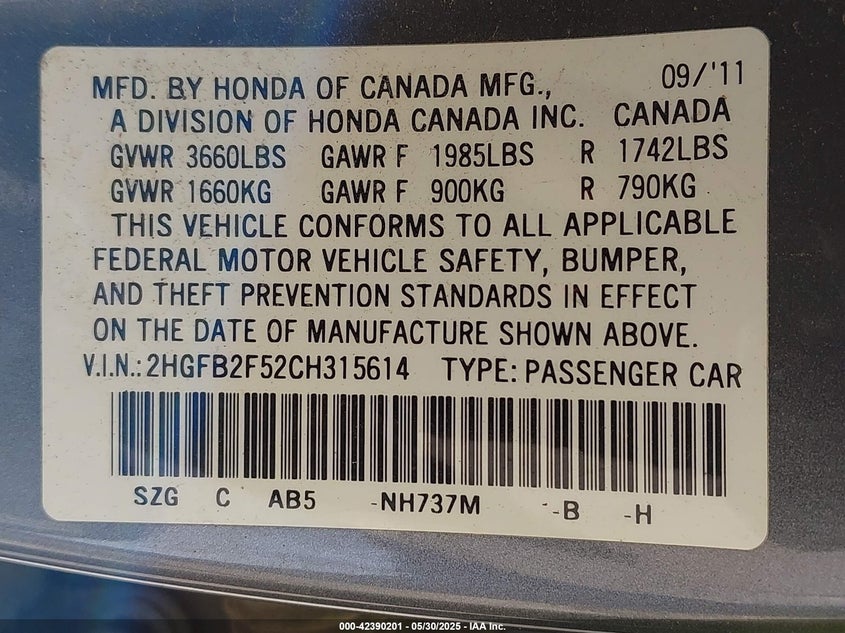 MFD. BY HONDA OF CANADA MFG., 09/'11
A DIVISION OF HONDA CANADA INC. CANADA
GVWR 3660LBS GAWR F 1985LBS R 1742LBS
GVWR 1660KG GAWR F 900KG R 790KG
THIS VEHICLE CONFORMS TO ALL APPLICABLE
FEDERAL MOTOR VEHICLE SAFETY, BUMPER,
AND THEFT PREVENTION STANDARDS IN EFFECT
ON THE DATE OF MANUFACTURE SHOWN ABOVE.
V.I.N.: 2HGFB2F52CH315614 TYPE: PASSENGER CAR
SZG C AB5 -NH737M -B -H
000-42390201 - 05/30/2025 - IAA Inc.